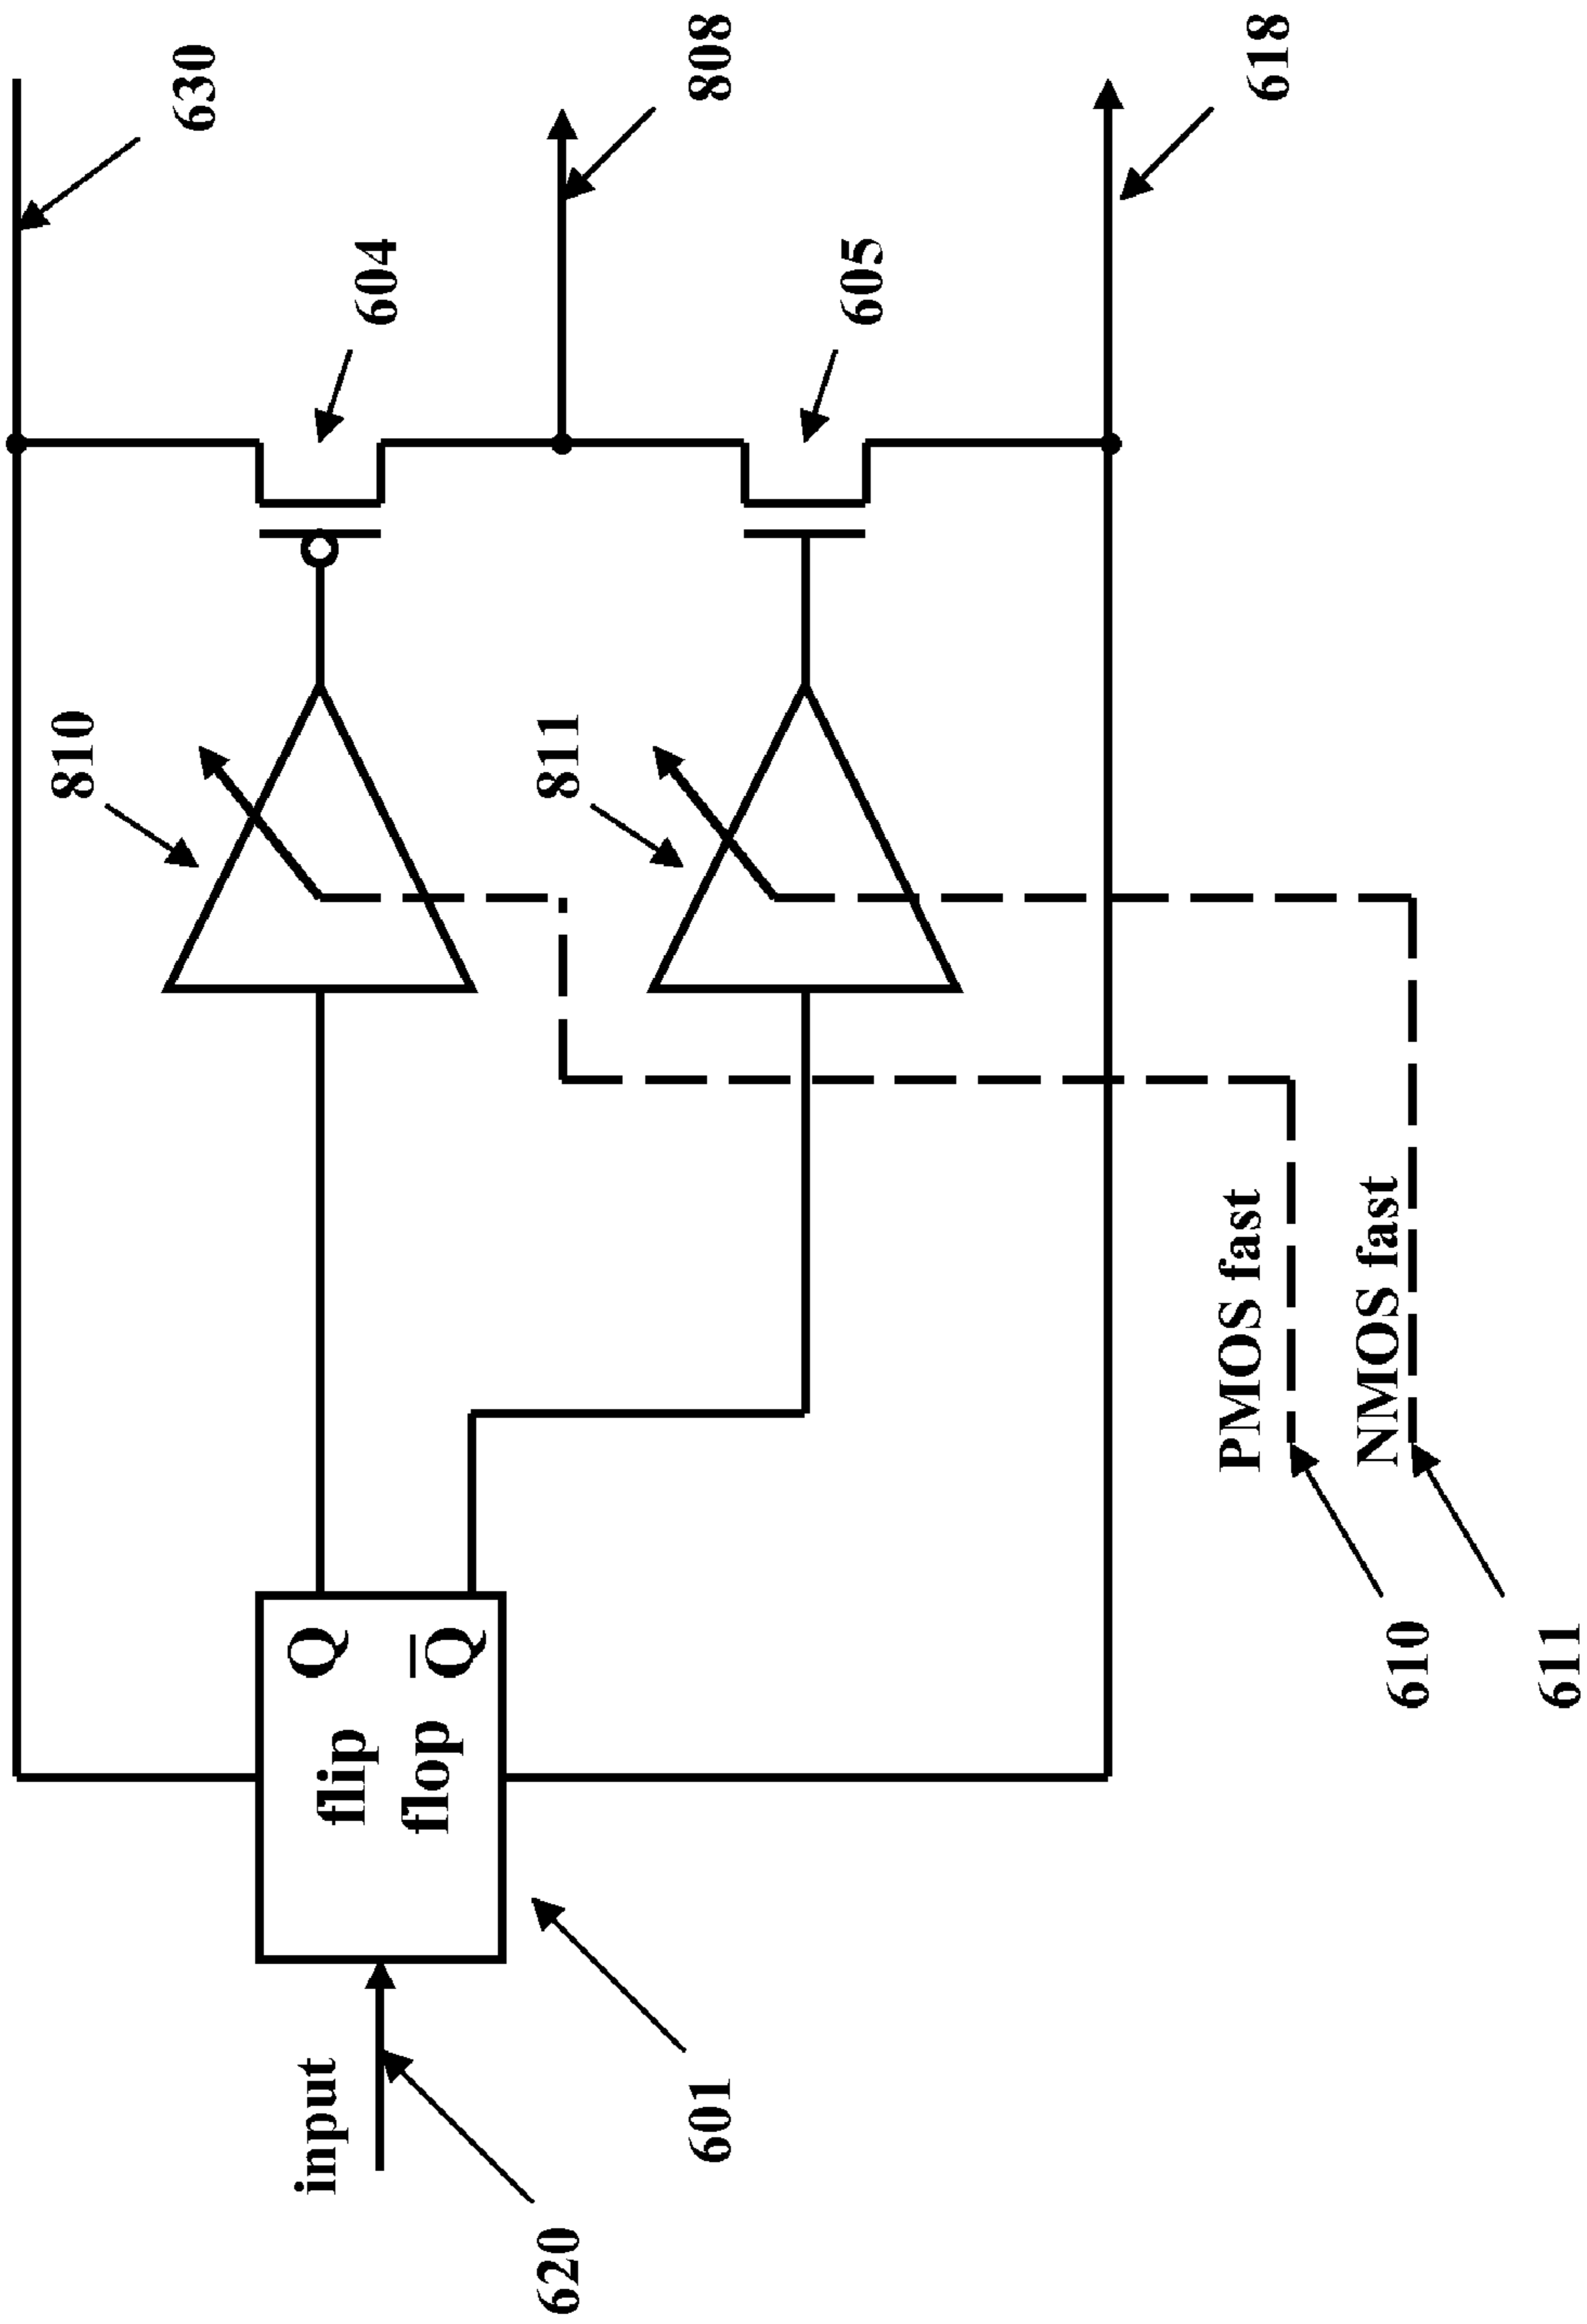 630
810
604
808
811
605
618
input
Q
flip
flop
Q̅
PMOS fast
NMOS fast
620
601
610
611